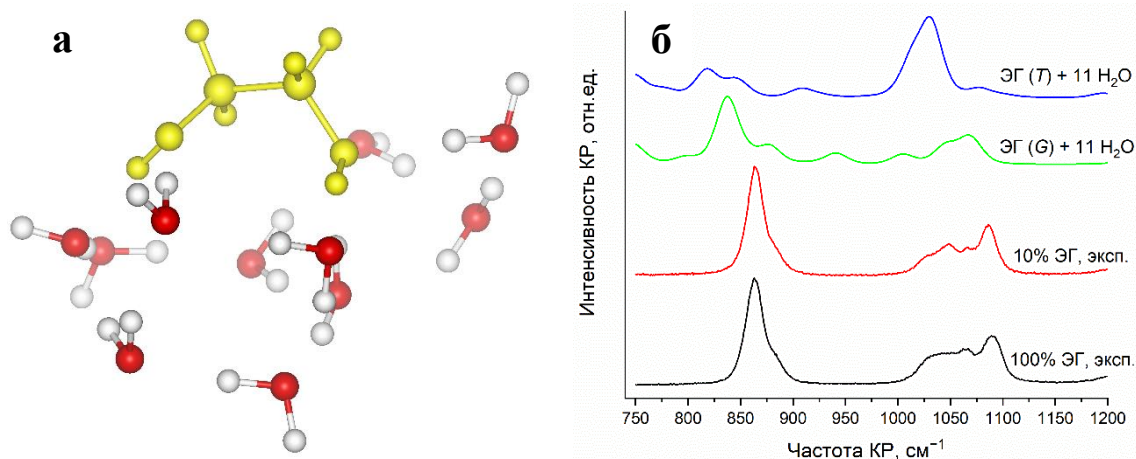 а
б
ЭГ (T) + 11 H₂O
ЭГ (G) + 11 H₂O
10% ЭГ, эксп.
100% ЭГ, эксп.
Интенсивность КР, отн.ед.
750 800 850 900 950 1000 1050 1100 1150 1200
Частота КР, см⁻¹